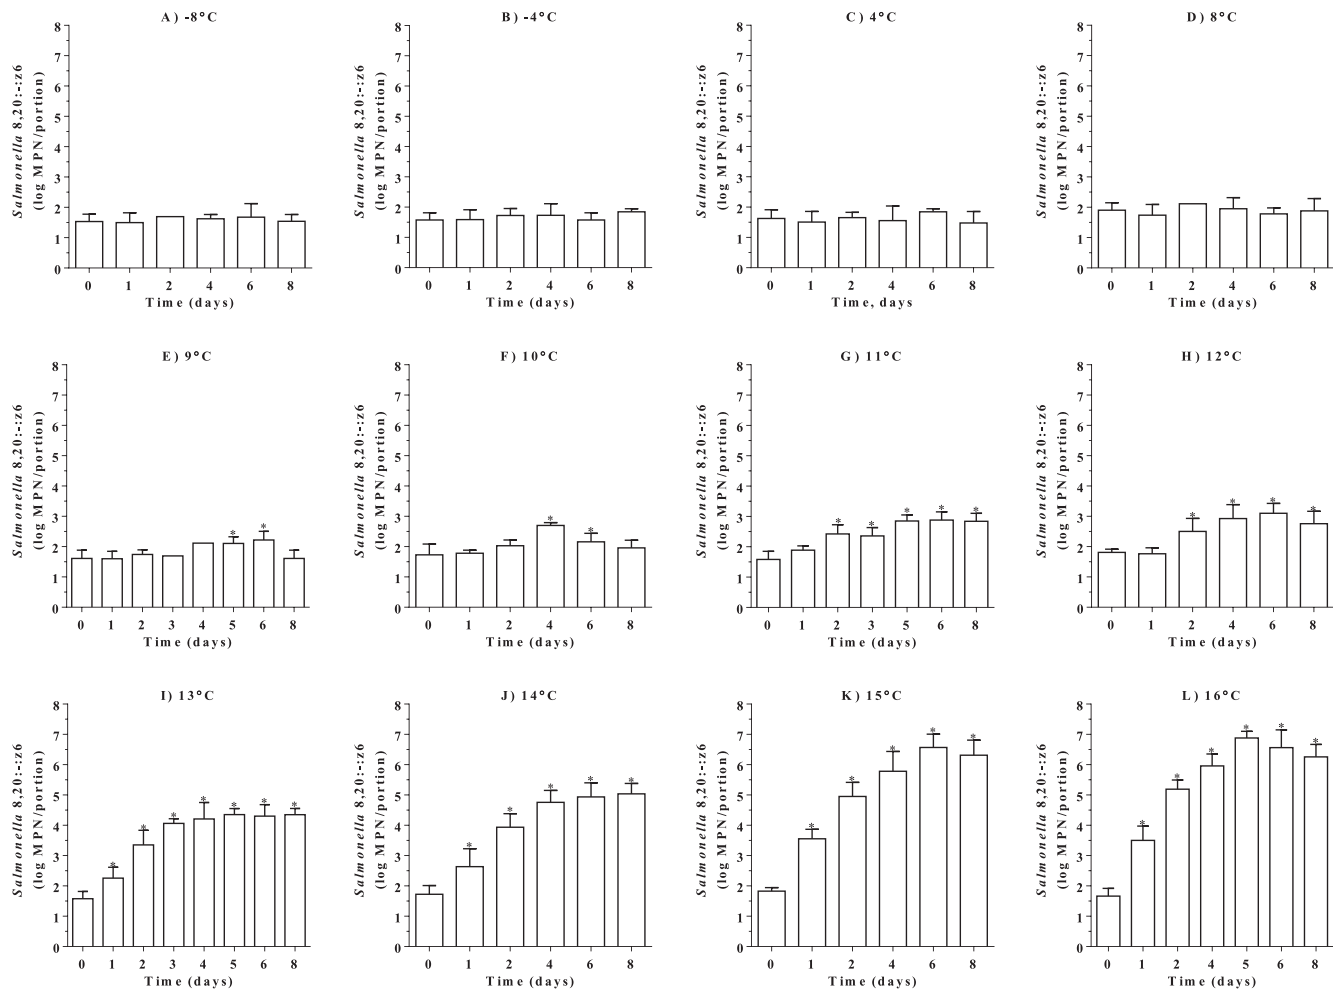 A) -8°C
Salmonella 8,20:-:z6
(log MPN/portion)
8
7
6
5
4
3
2
1
0
0 1 2 4 6 8
Time (days)
B) -4°C
Salmonella 8,20:-:z6
(log MPN/portion)
8
7
6
5
4
3
2
1
0
0 1 2 4 6 8
Time (days)
C) 4°C
Salmonella 8,20:-:z6
(log MPN/portion)
8
7
6
5
4
3
2
1
0
0 1 2 4 6 8
Time, days
D) 8°C
Salmonella 8,20:-:z6
(log MPN/portion)
8
7
6
5
4
3
2
1
0
0 1 2 4 6 8
Time (days)
E) 9°C
Salmonella 8,20:-:z6
(log MPN/portion)
8
7
6
5
4
3
2
1
0
* *
0 1 2 3 4 5 6 8
Time (days)
F) 10°C
Salmonella 8,20:-:z6
(log MPN/portion)
8
7
6
5
4
3
2
1
0
* *
0 1 2 4 6 8
Time (days)
G) 11°C
Salmonella 8,20:-:z6
(log MPN/portion)
8
7
6
5
4
3
2
1
0
* * * * *
0 1 2 3 5 6 8
Time (days)
H) 12°C
Salmonella 8,20:-:z6
(log MPN/portion)
8
7
6
5
4
3
2
1
0
* * * *
0 1 2 4 6 8
Time (days)
I) 13°C
Salmonella 8,20:-:z6
(log MPN/portion)
8
7
6
5
4
3
2
1
0
* * * * * * *
0 1 2 3 4 5 6 8
Time (days)
J) 14°C
Salmonella 8,20:-:z6
(log MPN/portion)
8
7
6
5
4
3
2
1
0
* * * * *
0 1 2 4 6 8
Time (days)
K) 15°C
Salmonella 8,20:-:z6
(log MPN/portion)
8
7
6
5
4
3
2
1
0
* * * * *
0 1 2 4 6 8
Time (days)
L) 16°C
Salmonella 8,20:-:z6
(log MPN/portion)
8
7
6
5
4
3
2
1
0
* * * * * *
0 1 2 4 5 6 8
Time (days)